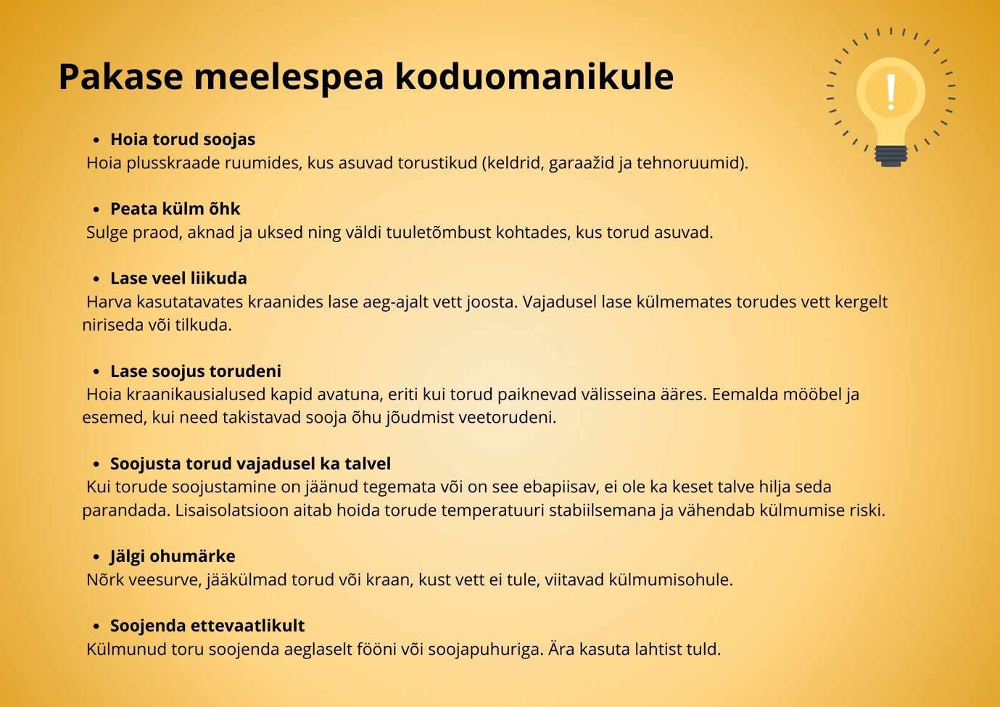 Pakase meelespea koduomanikule
!
• Hoia torud soojas
Hoia plusskraade ruumides, kus asuvad torustikud (keldrid, garaažid ja tehnoruumid).
• Peata külm õhk
Sulge praod, aknad ja uksed ning väldi tuuletõmbust kohtades, kus torud asuvad.
• Lase veel liikuda
Harva kasutatavates kraanides lase aeg-ajalt vett joosta. Vajadusel lase külmemates torudes vett kergelt
niriseda või tilkuda.
• Lase soojus torudeni
Hoia kraanikausialused kapid avatuna, eriti kui torud paiknevad välisseina ääres. Eemalda mööbel ja
esemed, kui need takistavad sooja õhu jõudmist veetorudeni.
• Soojusta torud vajadusel ka talvel
Kui torude soojustamine on jäänud tegemata või on see ebapiisav, ei ole ka keset talve hilja seda
parandada. Lisaisolatsioon aitab hoida torude temperatuuri stabiilsemana ja vähendab külmumise riski.
• Jälgi ohumärke
Nõrk veesurve, jääkülmad torud või kraan, kust vett ei tule, viitavad külmumisohule.
• Soojenda ettevaatlikult
Külmunud toru soojenda aeglaselt fööni või soojapuhuriga. Ära kasuta lahtist tuld.